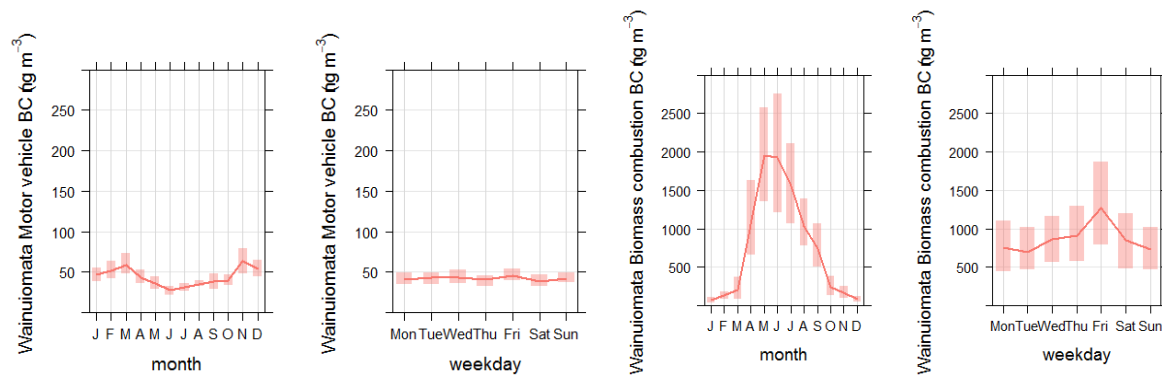 Wainuiomata Motor vehicle BC (ng m⁻³)
250
200
150
100
50
J F M A M J J A S O N D
month
Wainuiomata Motor vehicle BC (ng m⁻³)
250
200
150
100
50
Mon Tue Wed Thu Fri Sat Sun
weekday
Wainuiomata Biomass combustion BC (ng m⁻³)
2500
2000
1500
1000
500
J F M A M J J A S O N D
month
Wainuiomata Biomass combustion BC (ng m⁻³)
2500
2000
1500
1000
500
Mon Tue Wed Thu Fri Sat Sun
weekday